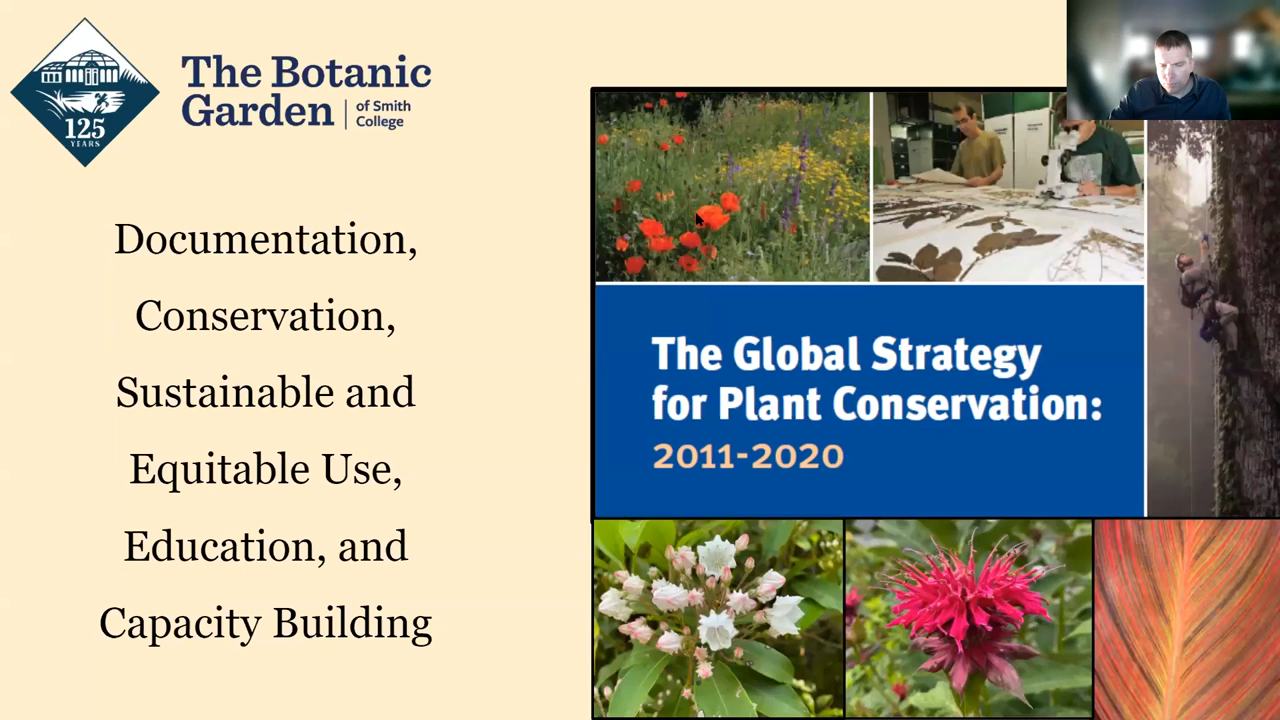 125
YEARS
The Botanic
Garden
of Smith
College
Documentation,
Conservation,
Sustainable and
Equitable Use,
Education, and
Capacity Building
The Global Strategy
for Plant Conservation:
2011-2020